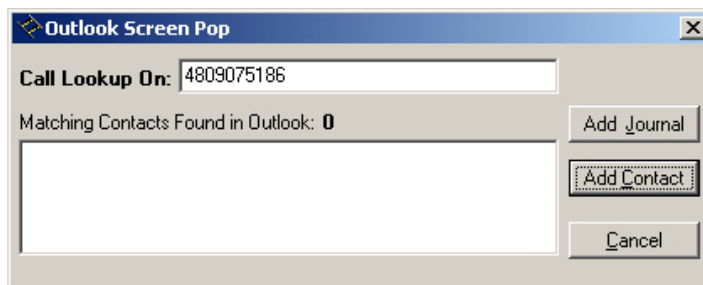 Outlook Screen Pop
Call Lookup On: 4809075186
Matching Contacts Found in Outlook: 0
Add Journal
Add Contact
Cancel